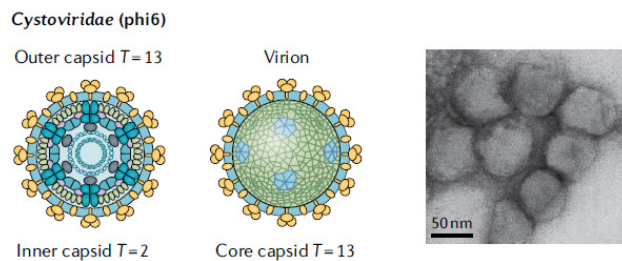 Cystoviridae (phi6)
Outer capsid T = 13
Virion
50 nm
Inner capsid T = 2
Core capsid T = 13